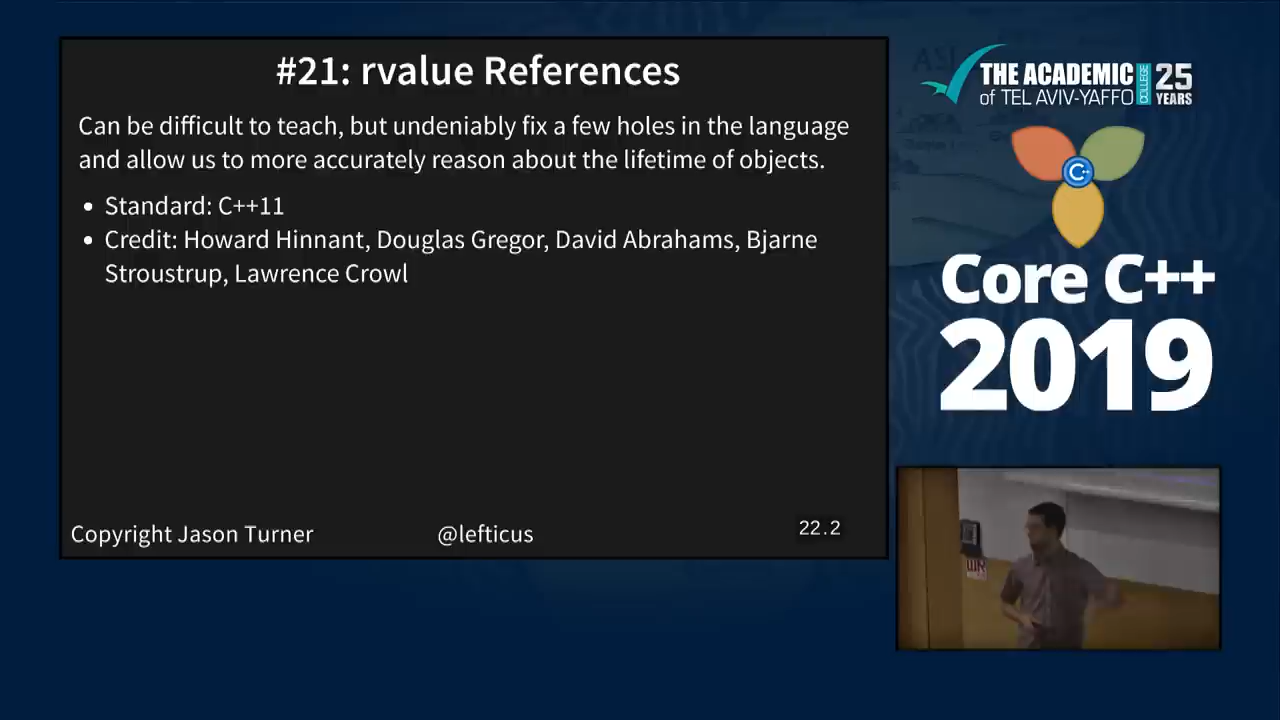 #21: rvalue References
Can be difficult to teach, but undeniably fix a few holes in the language
and allow us to more accurately reason about the lifetime of objects.
Standard: C++11
Credit: Howard Hinnant, Douglas Gregor, David Abrahams, Bjarne
Stroustrup, Lawrence Crowl
Copyright Jason Turner
@lefticus
22.2
THE ACADEMIC
of TEL AVIV-YAFFO
COLLEGE
25
YEARS
C++
Core C++
2019